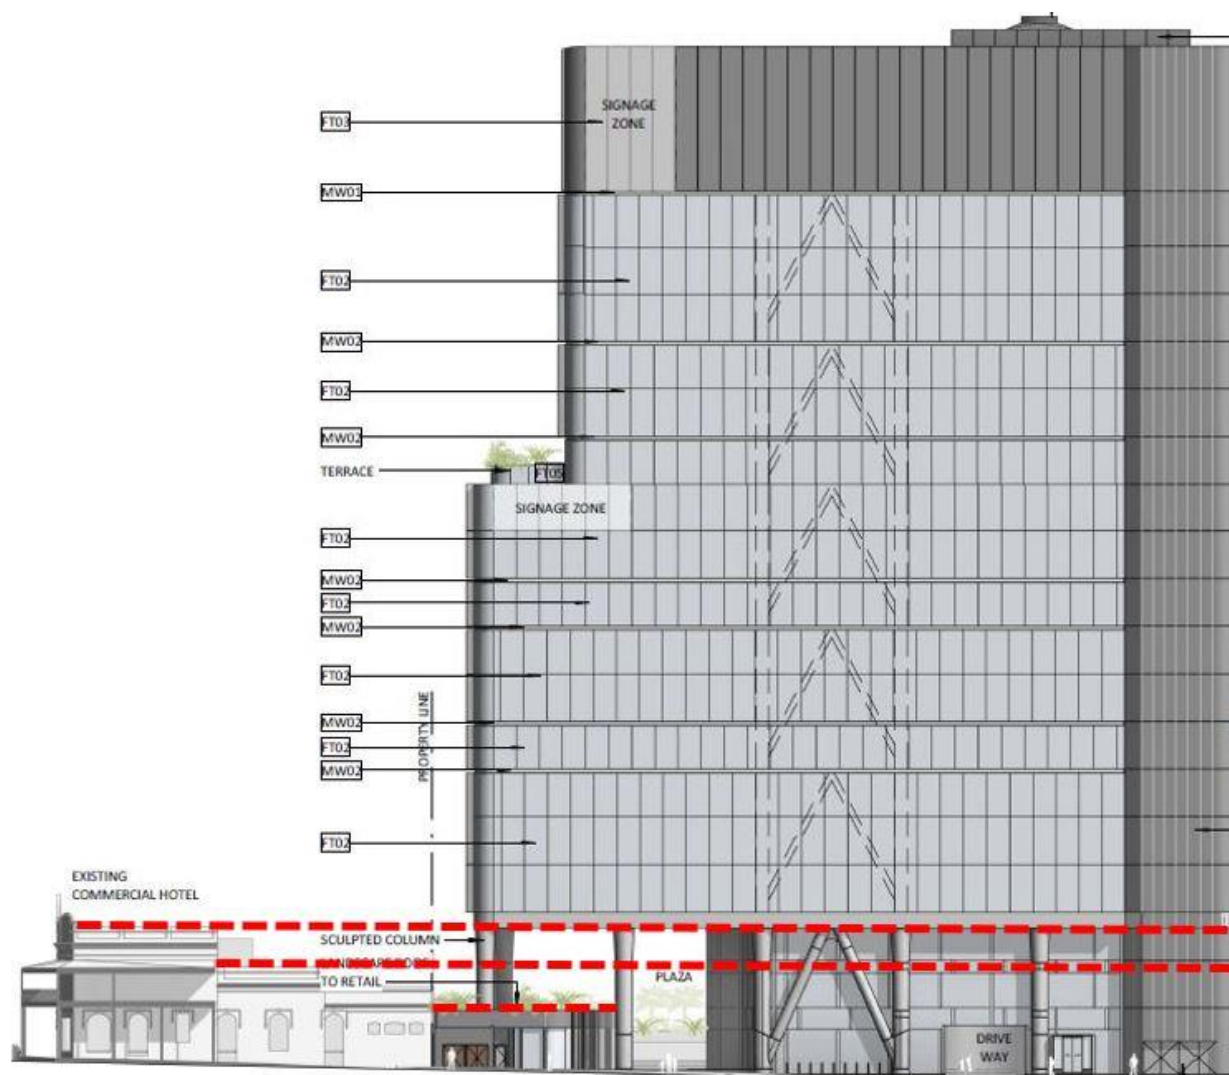 SIGNAGE
ZONE
FT03
MW01
FT02
MW02
FT02
MW02
TERRACE
FT05
SIGNAGE ZONE
FT02
MW02
FT02
MW02
FT02
PROPERTY LINE
MW02
FT02
MW02
FT02
EXISTING
COMMERCIAL HOTEL
SCULPTED COLUMN
TO RETAIL
PLAZA
DRIVE
WAY